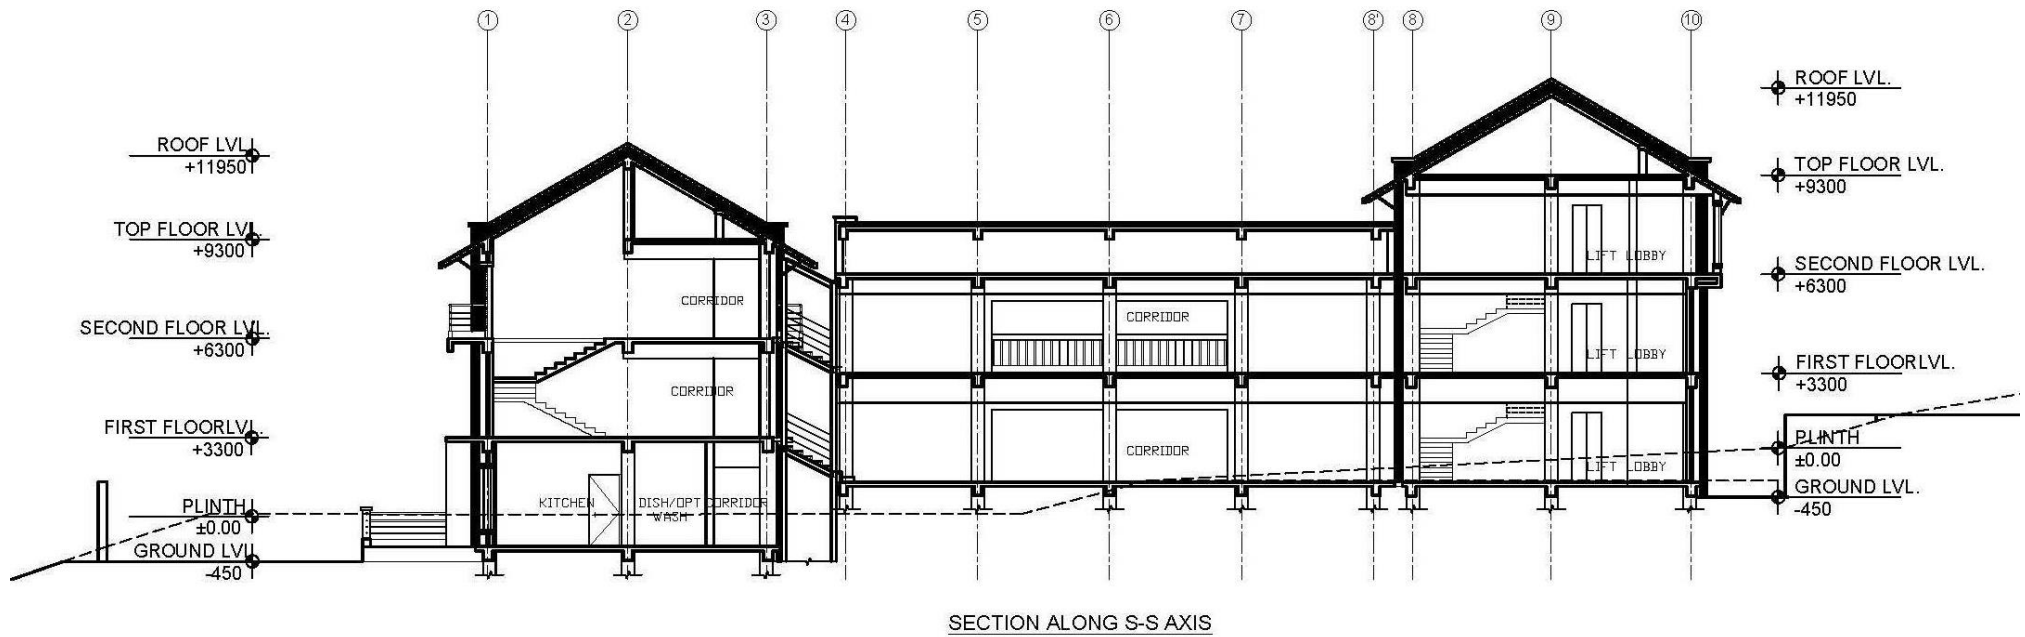 1 2 3 4 5 6 7 8' 8 9 10
ROOF LVL.
+11950
TOP FLOOR LVL.
+9300
SECOND FLOOR LVL.
+6300
FIRST FLOORLVL.
+3300
PLINTH
±0.00
GROUND LVL.
-450
CORRIDOR
CORRIDOR
KITCHEN
DISH/OPT
WASH
CORRIDOR
CORRIDOR
CORRIDOR
LIFT LOBBY
LIFT LOBBY
LIFT LOBBY
ROOF LVL.
+11950
TOP FLOOR LVL.
+9300
SECOND FLOOR LVL.
+6300
FIRST FLOORLVL.
+3300
PLINTH
±0.00
GROUND LVL.
-450
SECTION ALONG S-S AXIS